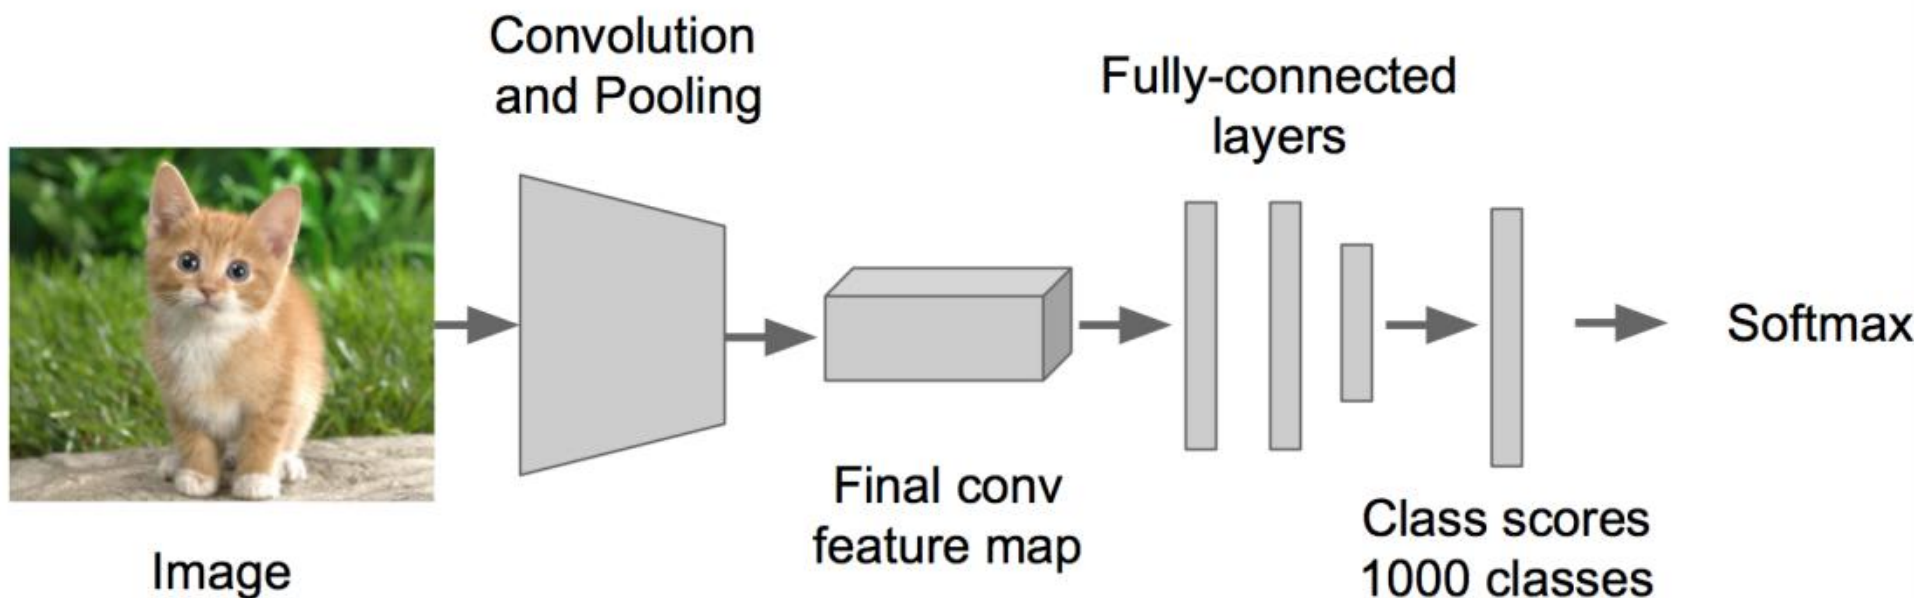 Convolution
and Pooling
Fully-connected
layers
Softmax
Final conv
feature map
Class scores
1000 classes
Image